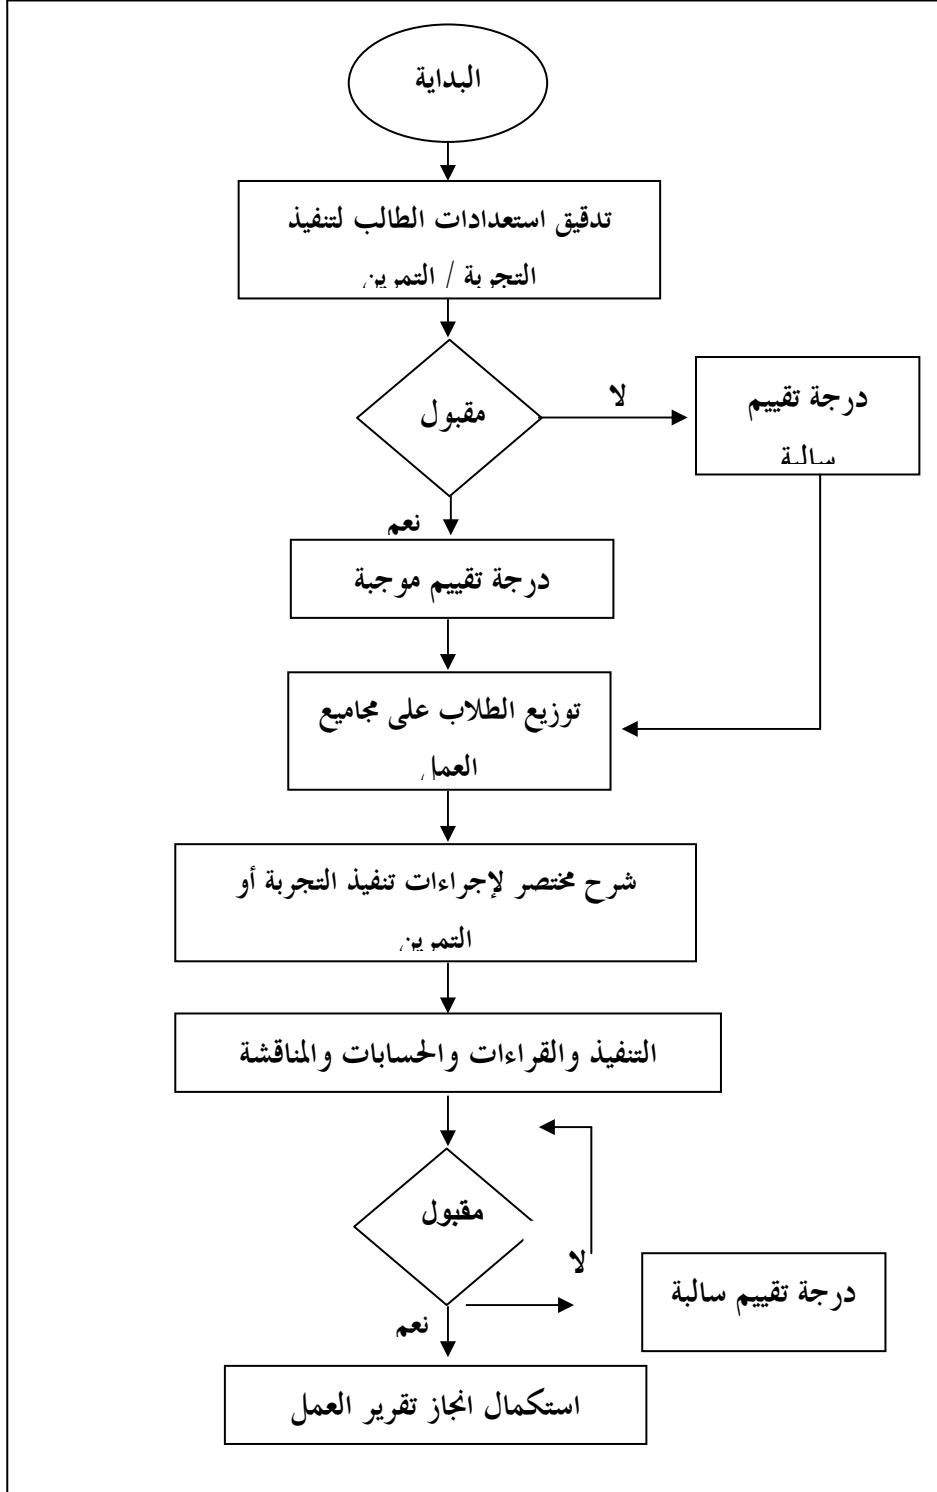 البداية
تدقيق استعدادات الطالب لتنفيذ
التجربة / التمرين
مقبول
لا
درجة تقييم
سالبة
نعم
درجة تقييم موجبة
توزيع الطلاب على مجاميع
العمل
شرح مختصر لإجراءات تنفيذ التجربة أو
التمرين
التنفيذ والقراءات والحسابات والمناقشة
مقبول
لا
درجة تقييم سالبة
نعم
استكمال انجاز تقرير العمل